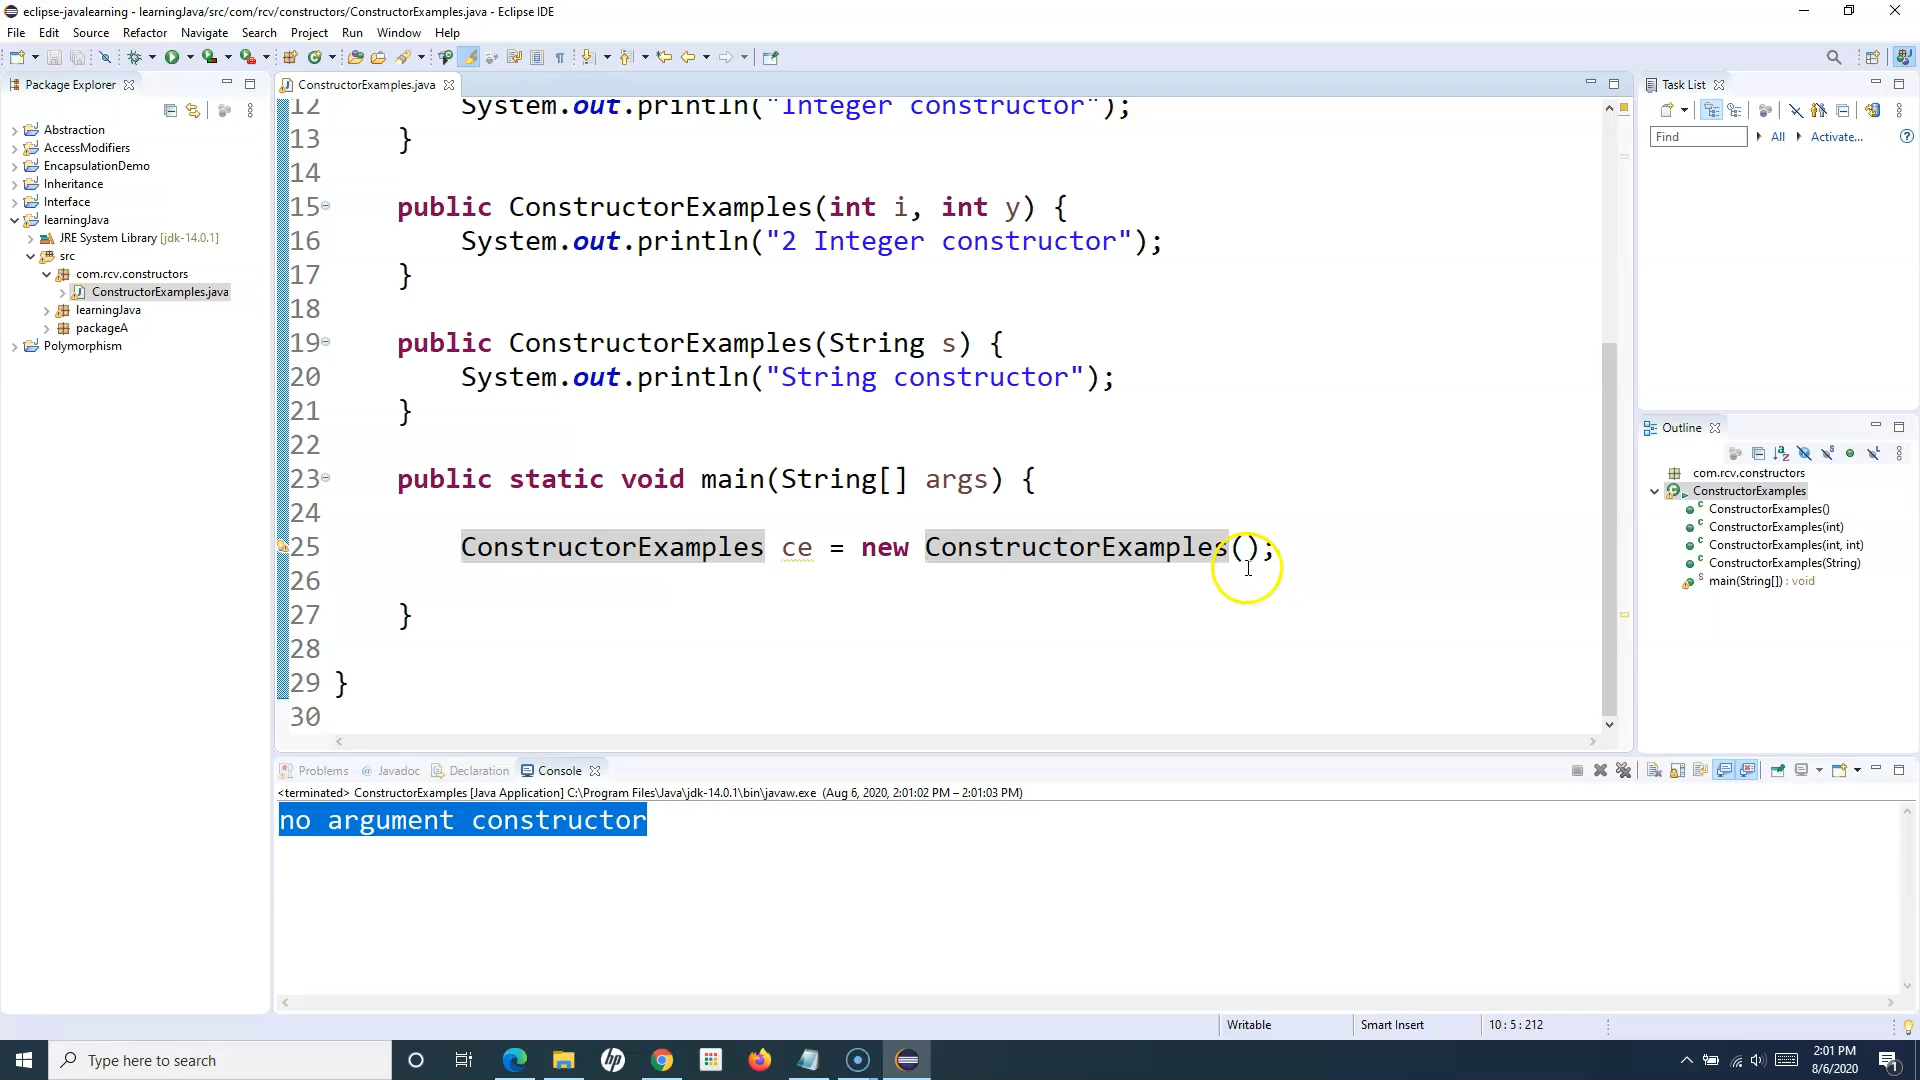 eclipse-javalearning - learningJava/src/com/rcv/constructors/ConstructorExamples.java - Eclipse IDE
File Edit Source Refactor Navigate Search Project Run Window Help
Package Explorer
ConstructorExamples.java
Task List
Find
All
Activate...
Abstraction
AccessModifiers
EncapsulationDemo
Inheritance
Interface
learningJava
JRE System Library [jdk-14.0.1]
src
com.rcv.constructors
ConstructorExamples.java
learningJava
packageA
Polymorphism
12 System.out.println("Integer constructor");
13 }
14
15 public ConstructorExamples(int i, int y) {
16 System.out.println("2 Integer constructor");
17 }
18
19 public ConstructorExamples(String s) {
20 System.out.println("String constructor");
21 }
22
23 public static void main(String[] args) {
24
25 ConstructorExamples ce = new ConstructorExamples();
26
27 }
28
29 }
30
Outline
com.rcv.constructors
ConstructorExamples
ConstructorExamples()
ConstructorExamples(int)
ConstructorExamples(int, int)
ConstructorExamples(String)
main(String[]) : void
Problems @ Javadoc Declaration Console
<terminated> ConstructorExamples [Java Application] C:\Program Files\Java\jdk-14.0.1\bin\javaw.exe (Aug 6, 2020, 2:01:02 PM – 2:01:03 PM)
no argument constructor
Writable
Smart Insert
10 : 5 : 212
Type here to search
hp
2:01 PM
8/6/2020
1